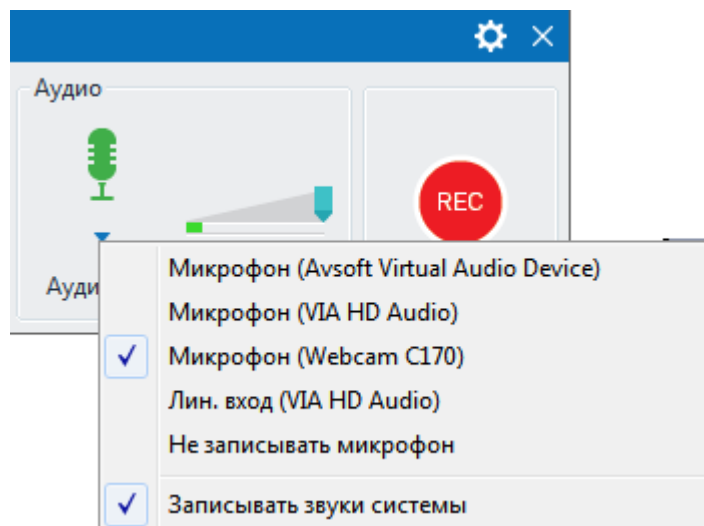 Аудио
REC
Ауди
Микрофон (Avsoft Virtual Audio Device)
Микрофон (VIA HD Audio)
Микрофон (Webcam C170)
Лин. вход (VIA HD Audio)
Не записывать микрофон
Записывать звуки системы